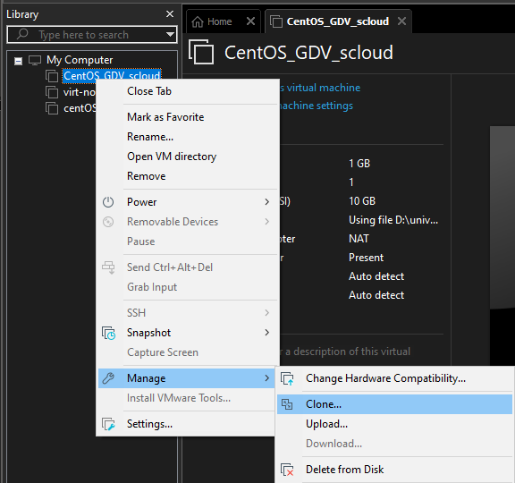 Library
Type here to search
My Computer
CentOS_GDV_scloud
virt-no
centOS
Home
CentOS_GDV_scloud
CentOS_GDV_scloud
s virtual machine
machine settings
1 GB
1
SI) 10 GB
Using file D:\univ...
pter NAT
r Present
Auto detect
Auto detect
r a description of this virtual
Close Tab
Mark as Favorite
Rename...
Open VM directory
Remove
Power
Removable Devices
Pause
Send Ctrl+Alt+Del
Grab Input
SSH
Snapshot
Capture Screen
Manage
Install VMware Tools...
Settings...
Change Hardware Compatibility...
Clone...
Upload...
Download...
Delete from Disk